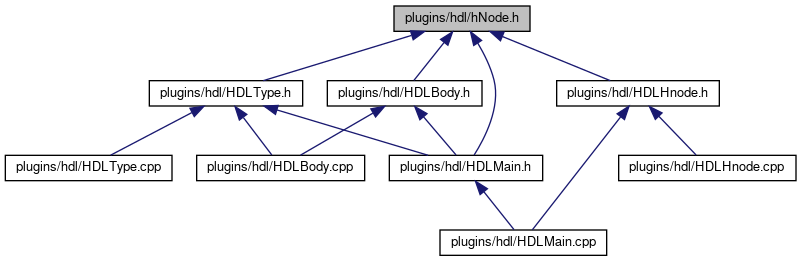 plugins/hdl/hNode.h
plugins/hdl/HDLType.h
plugins/hdl/HDLBody.h
plugins/hdl/HDLHnode.h
plugins/hdl/HDLType.cpp
plugins/hdl/HDLBody.cpp
plugins/hdl/HDLMain.h
plugins/hdl/HDLHnode.cpp
plugins/hdl/HDLMain.cpp